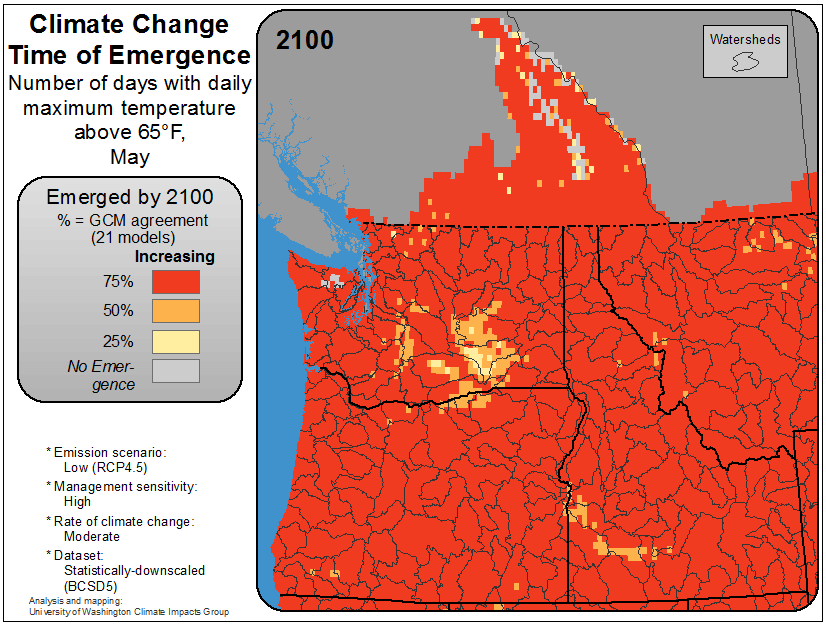 Climate Change
Time of Emergence
Number of days with daily
maximum temperature
above 65°F,
May
Emerged by 2100
% = GCM agreement
(21 models)
Increasing
75%
50%
25%
No Emer-
gence
* Emission scenario:
Low (RCP4.5)
* Management sensitivity:
High
* Rate of climate change:
Moderate
* Dataset:
Statistically-downscaled
(BCSD5)
Analysis and mapping:
University of Washington Climate Impacts Group
2100
Watersheds